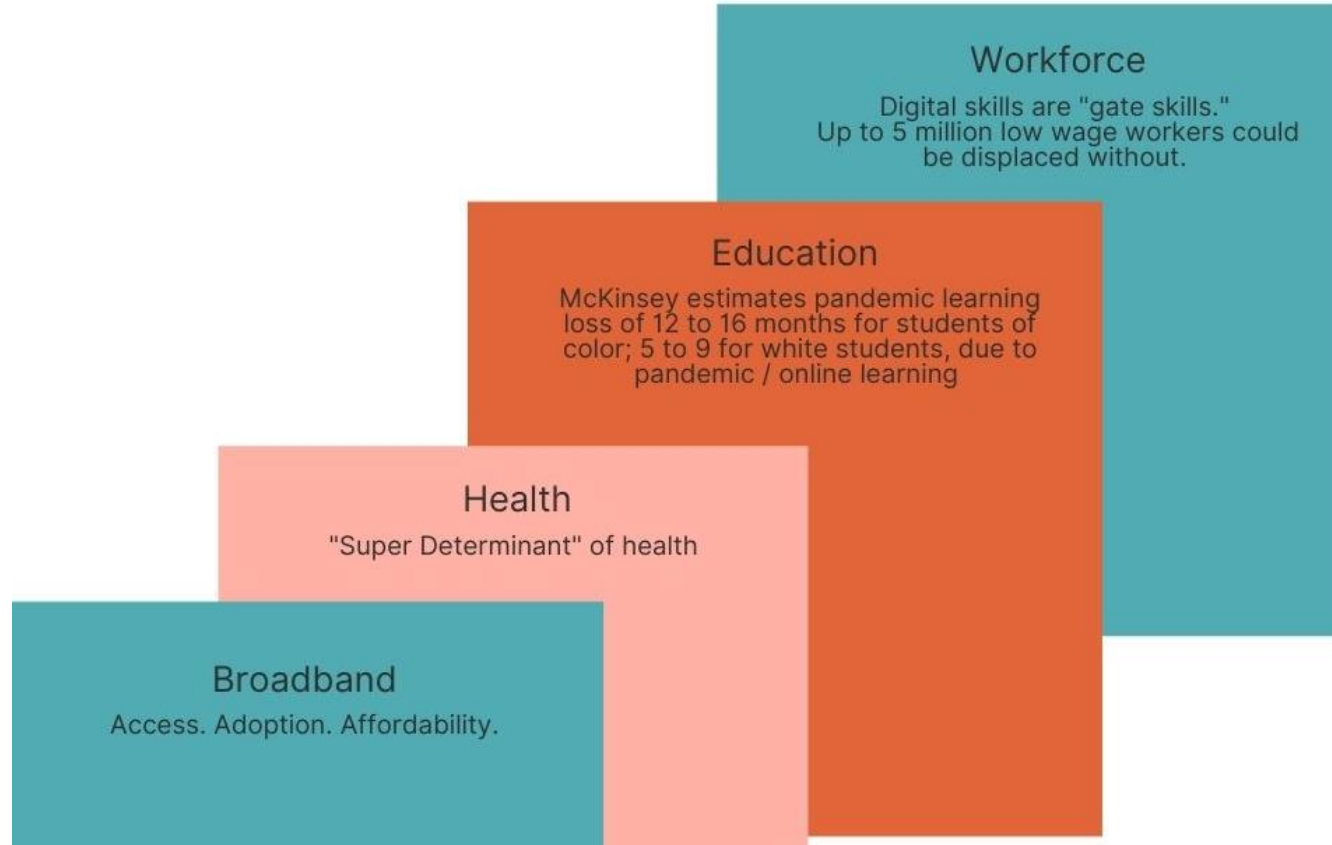 Workforce
Digital skills are "gate skills."
Up to 5 million low wage workers could
be displaced without.
Education
McKinsey estimates pandemic learning
loss of 12 to 16 months for students of
color; 5 to 9 for white students, due to
pandemic / online learning
Health
"Super Determinant" of health
Broadband
Access. Adoption. Affordability.